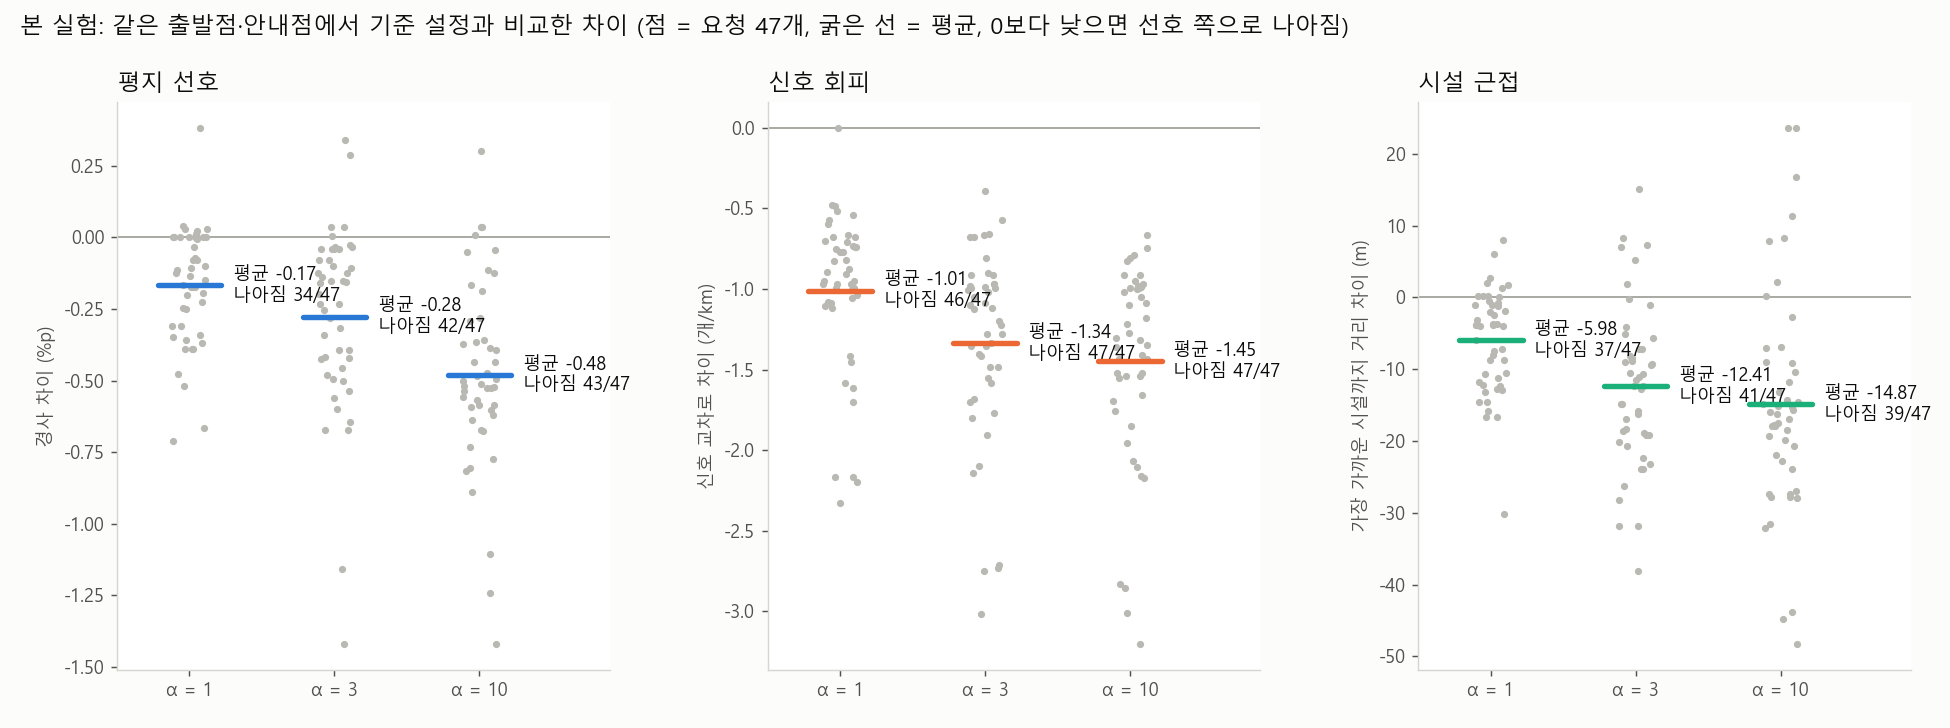 본 실험: 같은 출발점·안내점에서 기준 설정과 비교한 차이 (점 = 요청 47개, 굵은 선 = 평균, 0보다 낮으면 선호 쪽으로 나아짐)
평지 선호
경사 차이 (%p)
0.25
0.00
-0.25
-0.50
-0.75
-1.00
-1.25
-1.50
평균 -0.17
나아짐 34/47
평균 -0.28
나아짐 42/47
평균 -0.48
나아짐 43/47
α = 1
α = 3
α = 10
신호 회피
신호 교차로 차이 (개/km)
0.0
-0.5
-1.0
-1.5
-2.0
-2.5
-3.0
평균 -1.01
나아짐 46/47
평균 -1.34
나아짐 47/47
평균 -1.45
나아짐 47/47
α = 1
α = 3
α = 10
시설 근접
가장 가까운 시설까지 거리 차이 (m)
20
10
0
-10
-20
-30
-40
-50
평균 -5.98
나아짐 37/47
평균 -12.41
나아짐 41/47
평균 -14.87
나아짐 39/47
α = 1
α = 3
α = 10